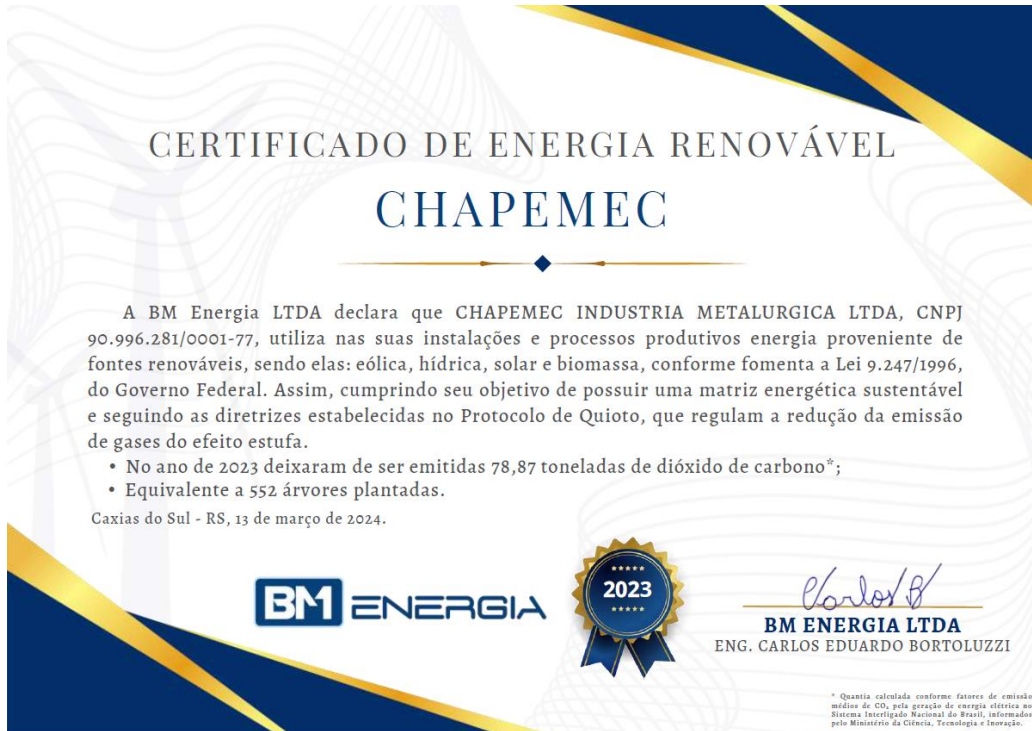 CERTIFICADO DE ENERGIA RENOVÁVEL
CHAPEMEC
A BM Energia LTDA declara que CHAPEMEC INDUSTRIA METALURGICA LTDA, CNPJ
90.996.281/0001-77, utiliza nas suas instalações e processos produtivos energia proveniente de
fontes renováveis, sendo elas: eólica, hídrica, solar e biomassa, conforme fomenta a Lei 9.247/1996,
do Governo Federal. Assim, cumprindo seu objetivo de possuir uma matriz energética sustentável
e seguindo as diretrizes estabelecidas no Protocolo de Quioto, que regulam a redução da emissão
de gases do efeito estufa.
• No ano de 2023 deixaram de ser emitidas 78,87 toneladas de dióxido de carbono*;
• Equivalente a 552 árvores plantadas.
Caxias do Sul - RS, 13 de março de 2024.
BM ENERGIA
2023
Carlos B
BM ENERGIA LTDA
ENG. CARLOS EDUARDO BORTOLUZZI
* Quantia calculada conforme fatores de emissão
médios de CO₂ pela geração de energia elétrica no
Sistema Interligado Nacional do Brasil, informados
pelo Ministério da Ciência, Tecnologia e Inovação.